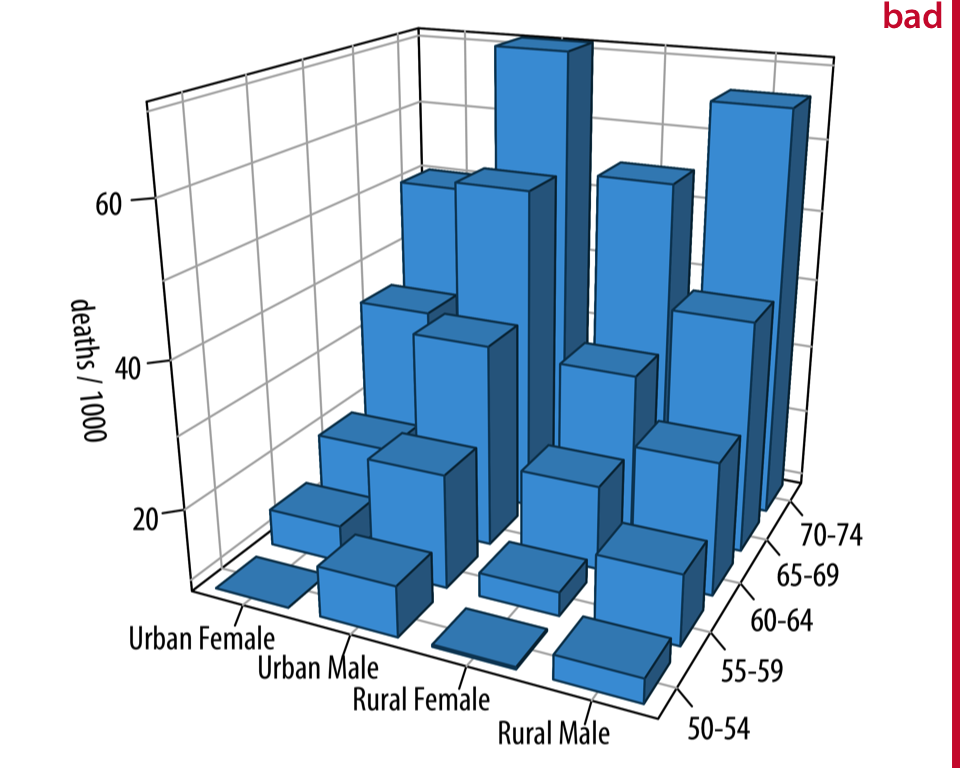 bad
60
40
20
deaths / 1000
Urban Female
Urban Male
Rural Female
Rural Male
50-54
55-59
60-64
65-69
70-74